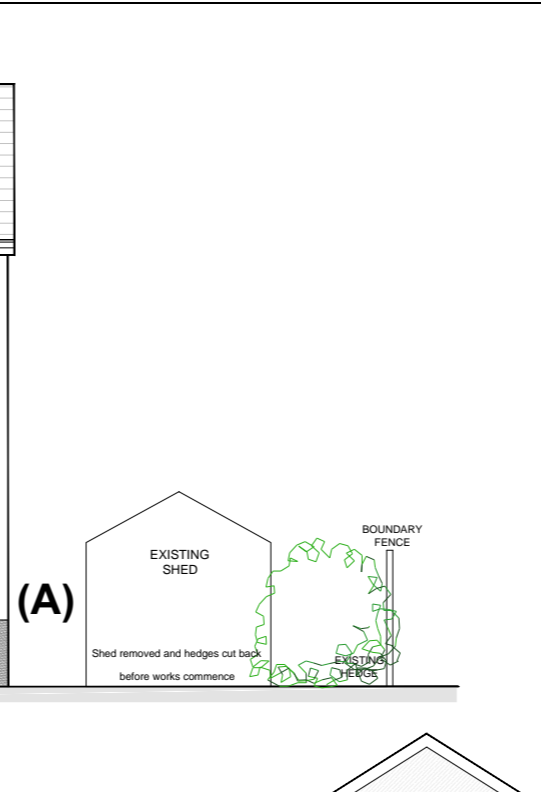 BOUNDARY
FENCE
EXISTING
SHED
(A)
Shed removed and hedges cut back
before works commence
EXISTING
HEDGE